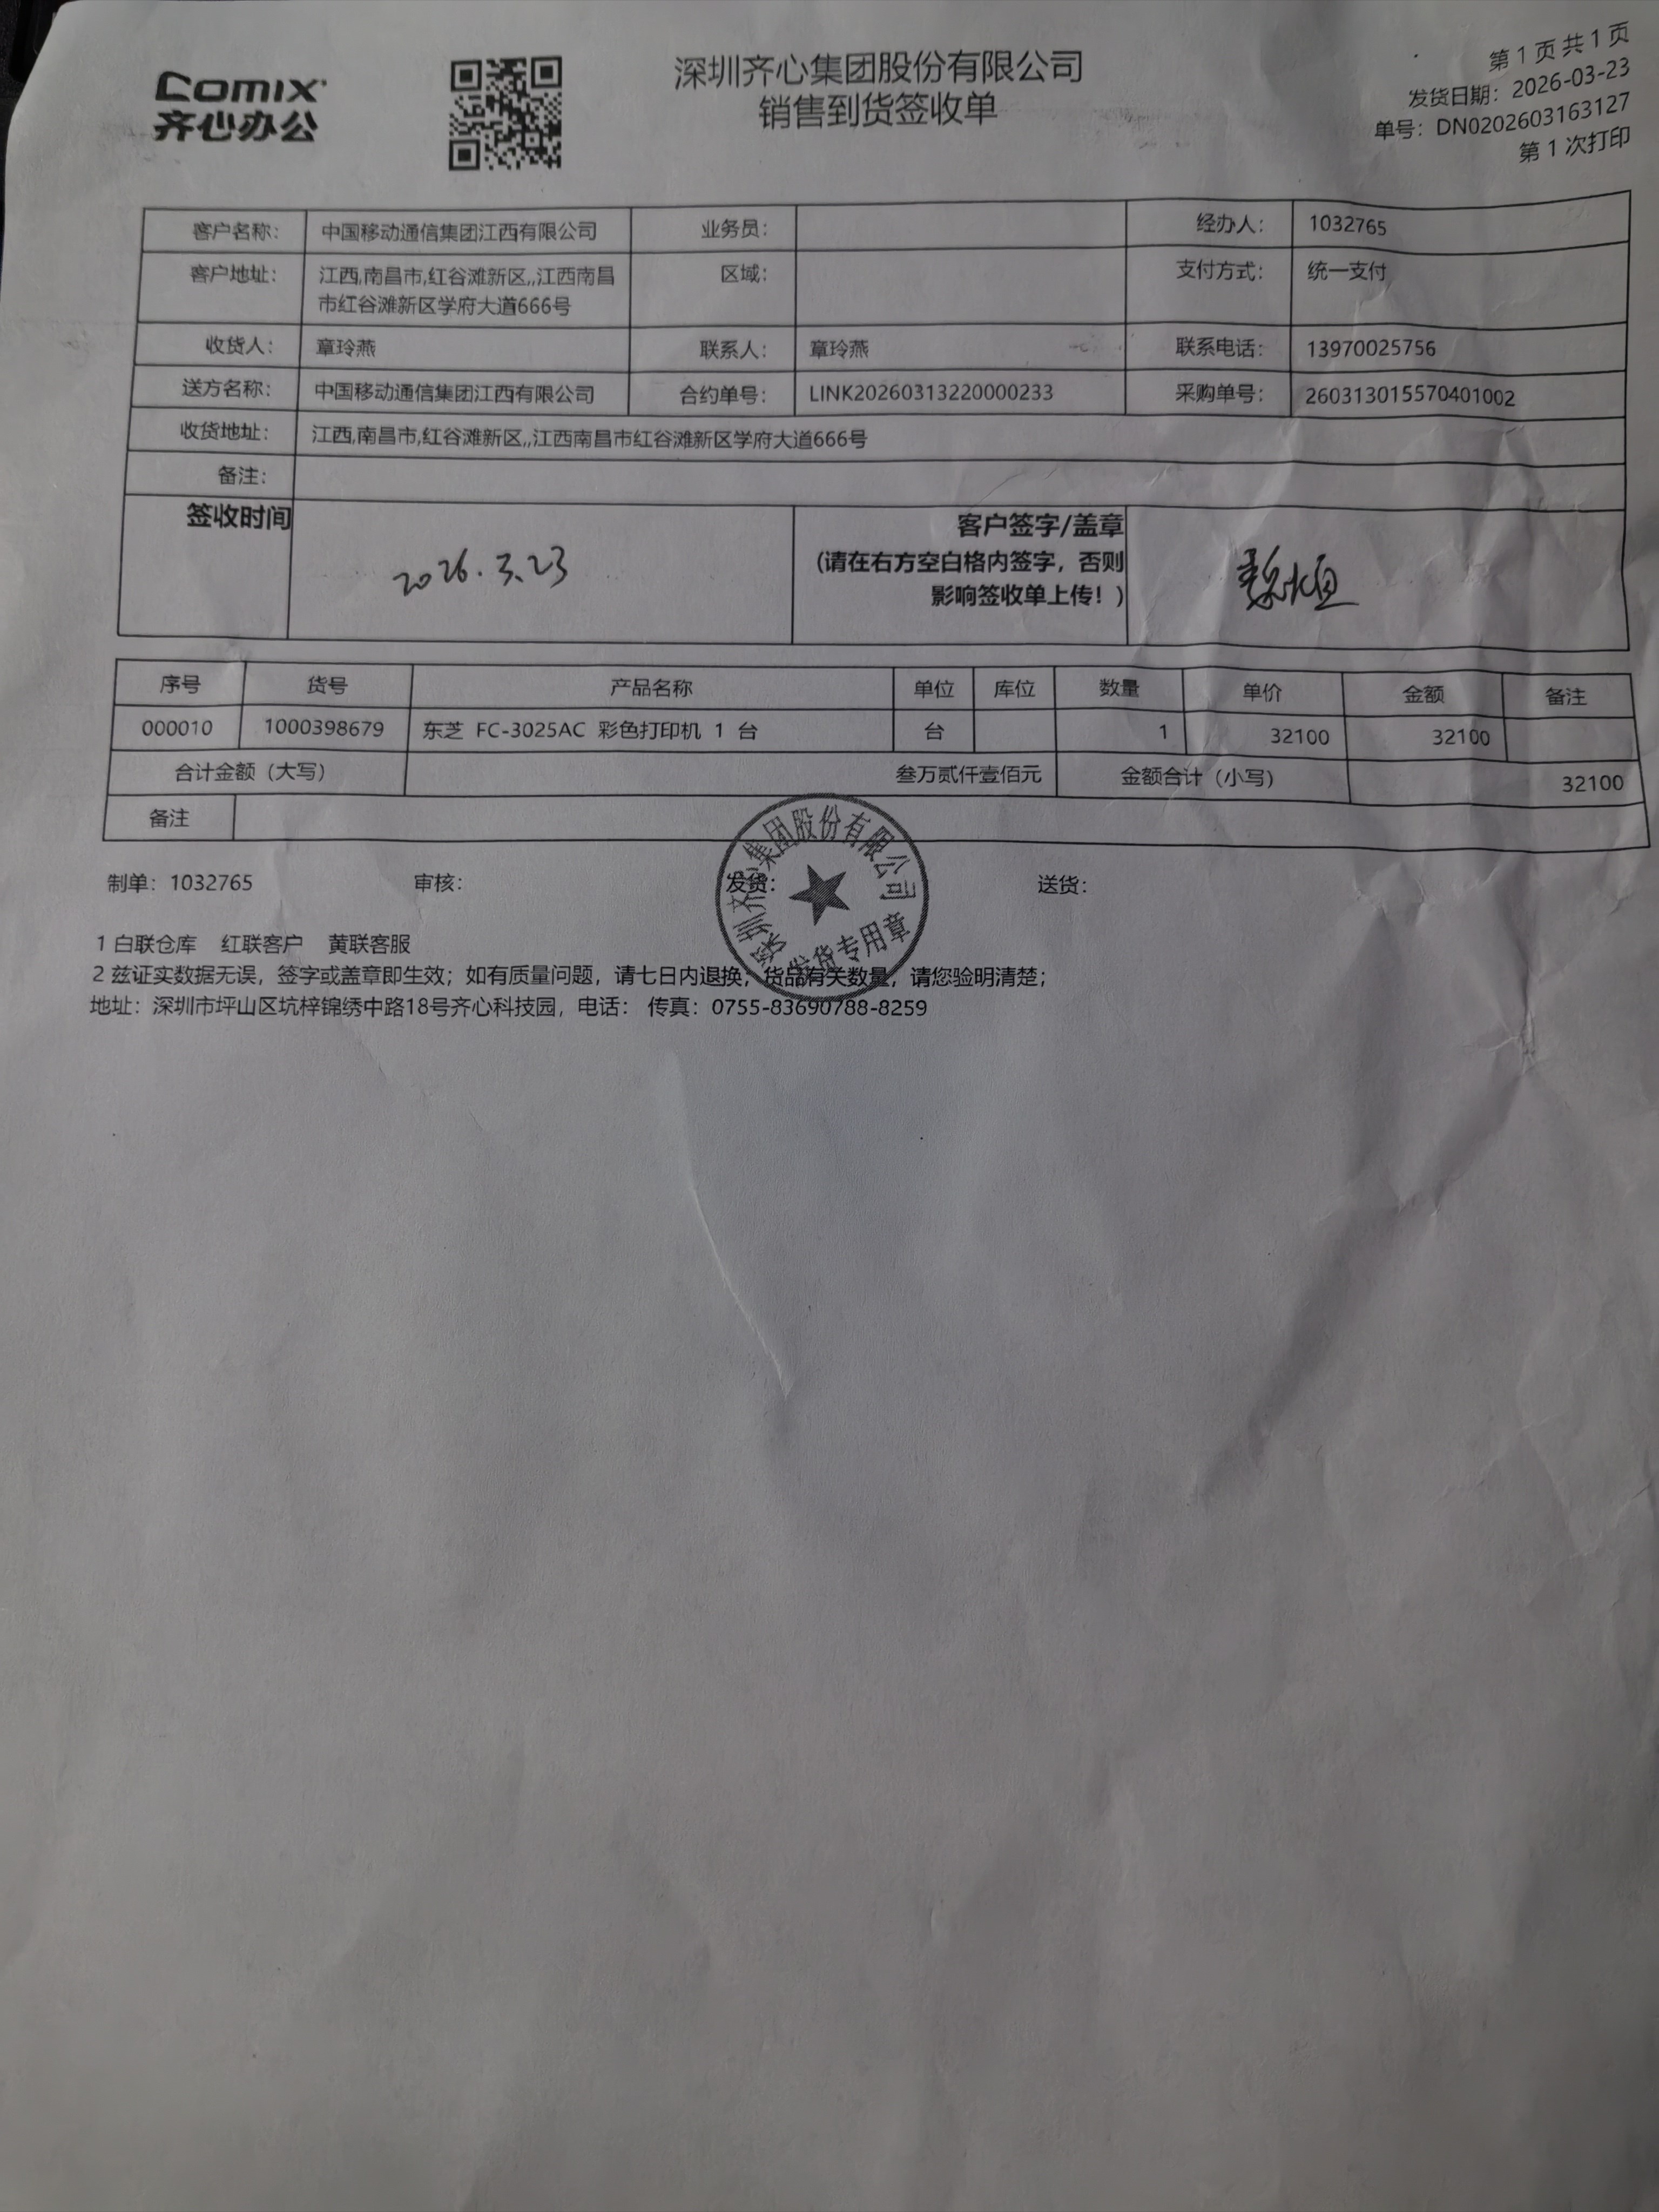 Comix
齐心办公
深圳齐心集团股份有限公司
销售到货签收单
第 1 页 共 1 页
发货日期：2026-03-23
单号：DN0202603163127
第 1 次打印
客户名称： 中国移动通信集团江西有限公司 业务员： 经办人： 1032765
客户地址： 江西,南昌市,红谷滩新区,,江西南昌 区域： 支付方式： 统一支付
市红谷滩新区学府大道666号
收货人： 章玲燕 联系人： 章玲燕 联系电话： 13970025756
送方名称： 中国移动通信集团江西有限公司 合约单号： LINK20260313220000233 采购单号： 260313015570401002
收货地址： 江西,南昌市,红谷滩新区,,江西南昌市红谷滩新区学府大道666号
备注：
签收时间 2026.3.23 客户签字/盖章
(请在右方空白格内签字，否则
影响签收单上传！)
序号 货号 产品名称 单位 库位 数量 单价 金额 备注
000010 1000398679 东芝 FC-3025AC 彩色打印机 1 台 台 1 32100 32100
合计金额（大写） 叁万贰仟壹佰元 金额合计（小写） 32100
备注
制单：1032765 审核： 发货： 送货：
深圳齐心集团股份有限公司
发货专用章
1 白联仓库 红联客户 黄联客服
2 兹证实数据无误，签字或盖章即生效；如有质量问题，请七日内退换；货品有关数量，请您验明清楚；
地址：深圳市坪山区坑梓锦绣中路18号齐心科技园，电话： 传真：0755-83690788-8259